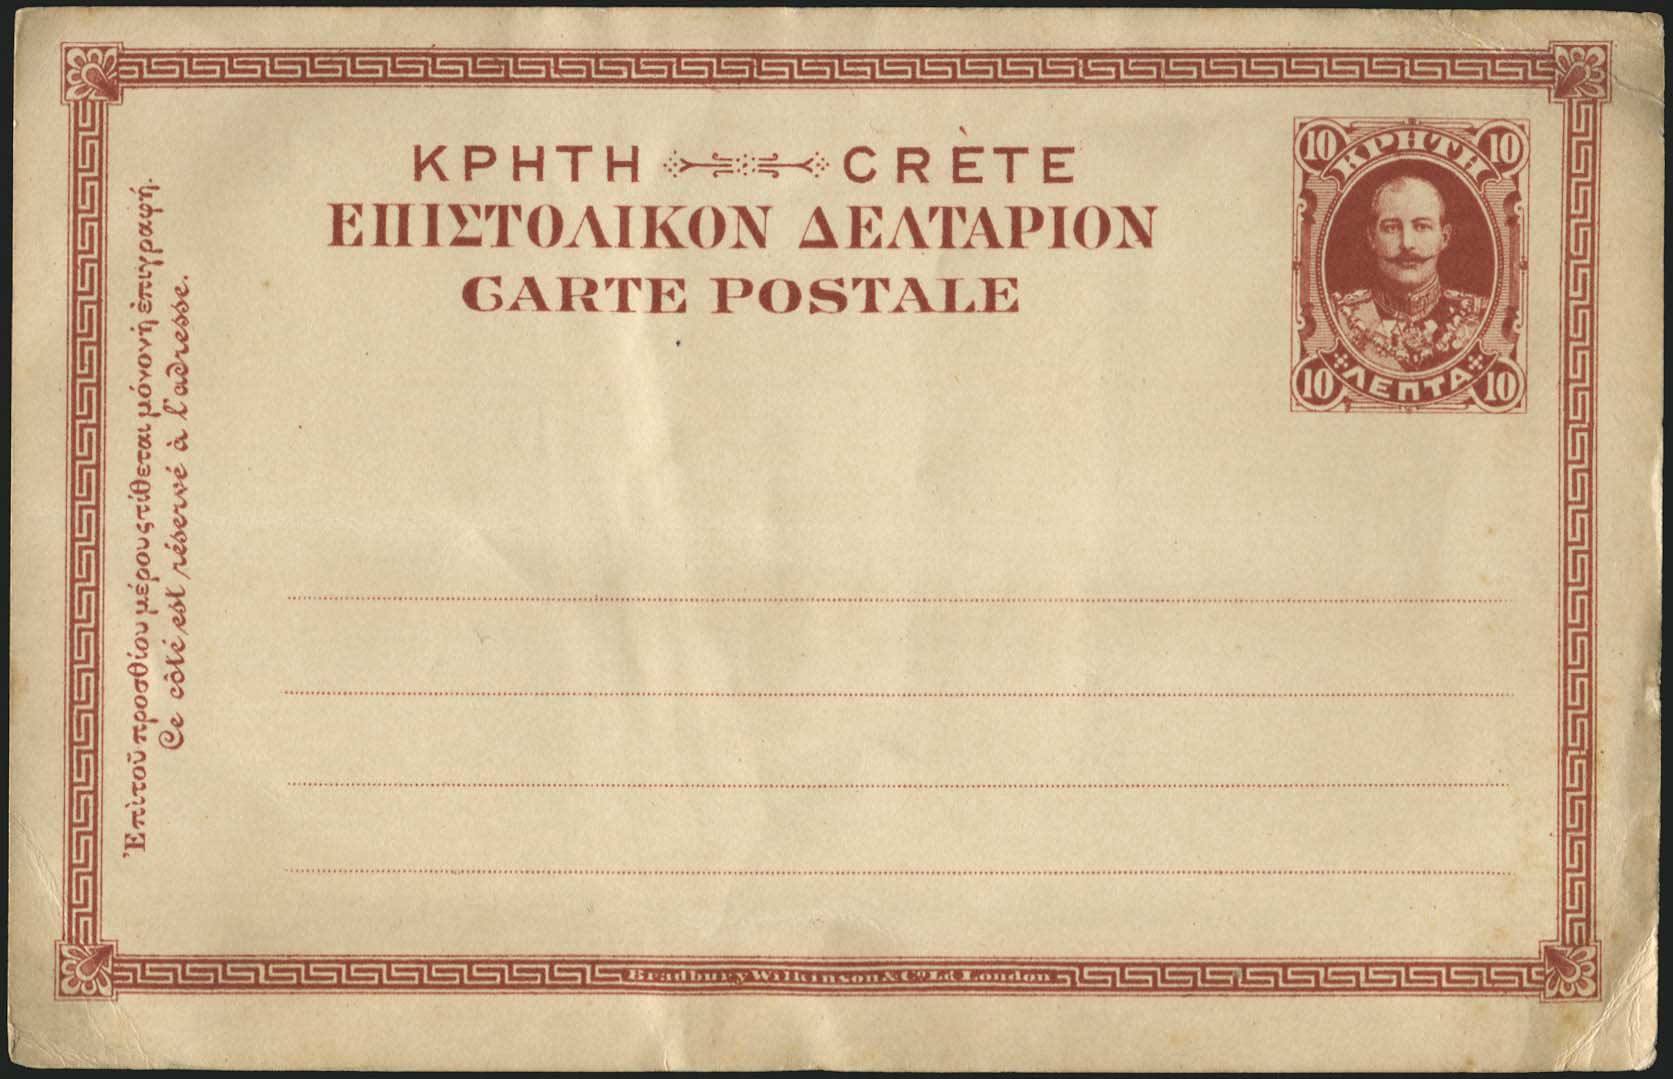 ΚΡΗΤΗ CRÈTE
ΕΠΙΣΤΟΛΙΚΟΝ ΔΕΛΤΑΡΙΟΝ
CARTE POSTALE
10 ΚΡΗΤΗ 10
10 ΛΕΠΤΑ 10
Ἐπὶ τοῦ προσθίου μέρους τίθεται μόνον ἡ ἐπιγραφή.
Ce côté est réservé à l'adresse.
Bradbury Wilkinson & Co Ld London